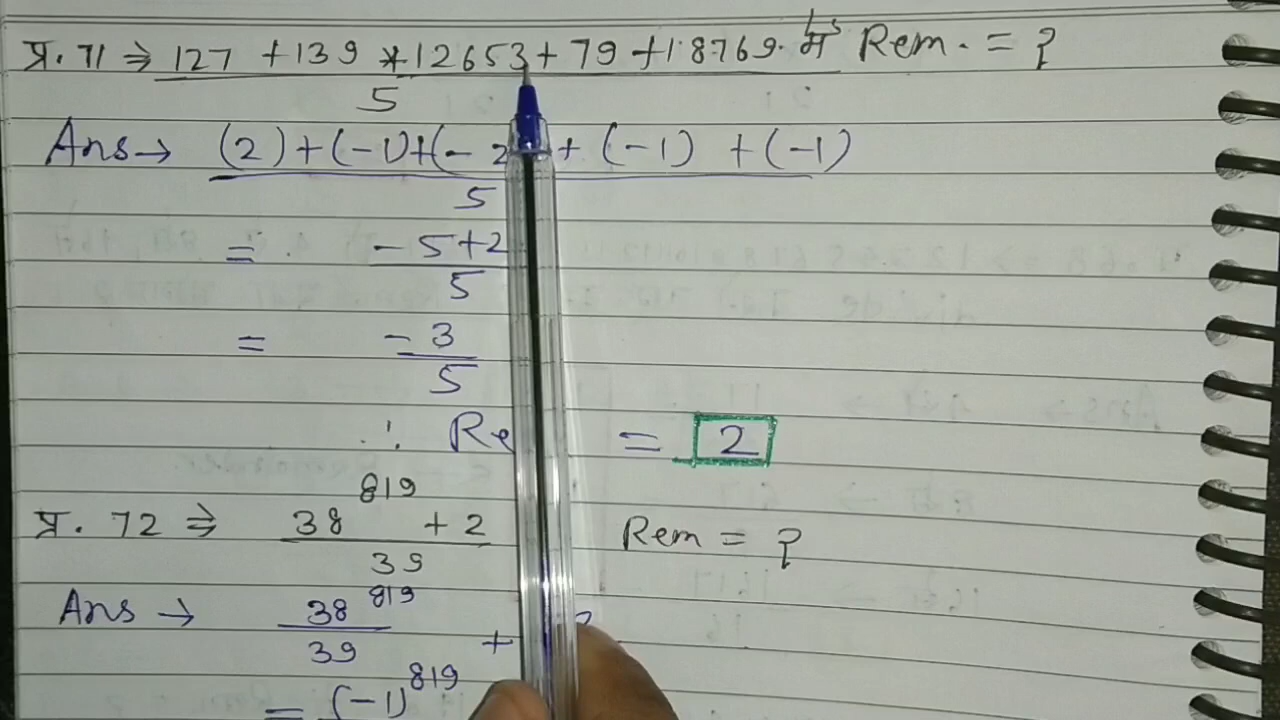 प्र. 71 ⇒ 127 + 139 * 12653 + 79 + 18769 में Rem. = ?
5
Ans → (2) + (-1) + (- 2 + (-1) + (-1)
5
= - 5 + 2
5
= - 3
5
∴ Re = 2
प्र. 72 ⇒ 38 819 + 2 Rem = ?
39
Ans → 38 819
39 +
= (-1) 819